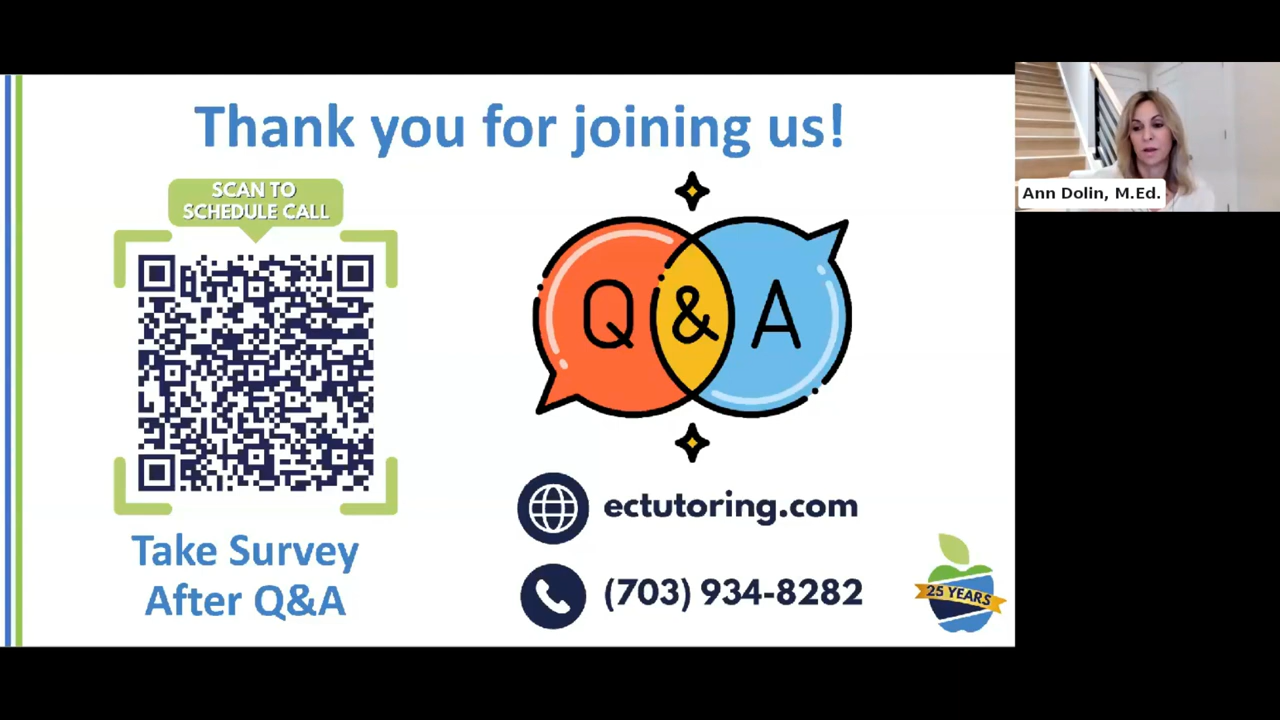 Thank you for joining us!
SCAN TO
SCHEDULE CALL
Q & A
ectutoring.com
(703) 934-8282
Take Survey
After Q&A
25 YEARS
Ann Dolin, M.Ed.